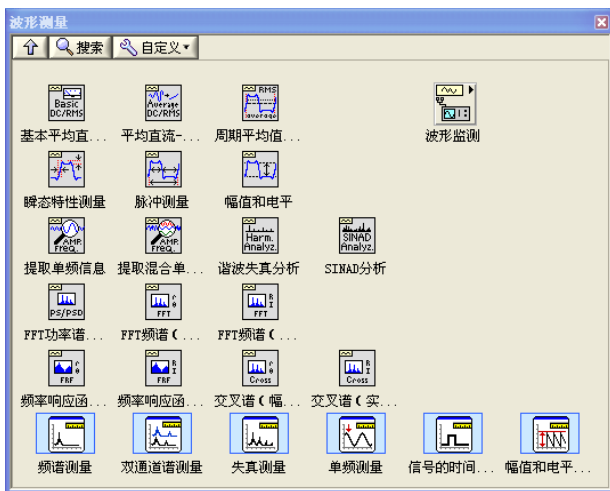 波形测量
搜索 自定义
Basic DC/RMS
Average DC/RMS
RMS average
基本平均直... 平均直流-... 周期平均值... 波形监测
瞬态特性测量 脉冲测量 幅值和电平
AMP Freq.
AMP Freq.
Harm. Analyz.
SINAD Analyz.
提取单频信息 提取混合单... 谐波失真分析 SINAD分析
PS/PSD
r θ FFT
R I FFT
FFT功率谱... FFT频谱(... FFT频谱(...
r θ FRF
R I FRF
r θ Cross
R I Cross
频率响应函... 频率响应函... 交叉谱(幅... 交叉谱(实...
频谱测量 双通道谱测量 失真测量 单频测量 信号的时间... 幅值和电平...